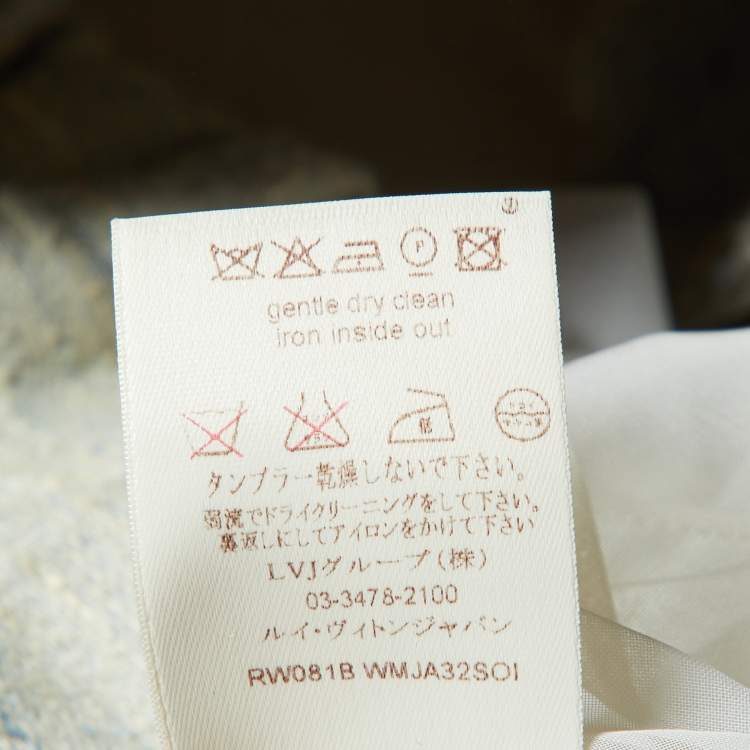 P
gentle dry clean
iron inside out
低
タンブラー乾燥しないで下さい。
弱流でドライクリーニングをして下さい。
裏返しにしてアイロンをかけて下さい
LVJグループ(株)
03-3478-2100
ルイ・ヴィトンジャパン
RW081B WMJA32SOI